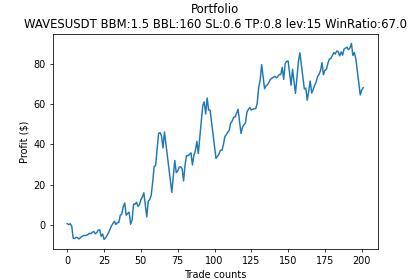 Portfolio
WAVESUSDT BBM:1.5 BBL:160 SL:0.6 TP:0.8 lev:15 WinRatio:67.0
Profit ($)
80
60
40
20
0
0 25 50 75 100 125 150 175 200
Trade counts